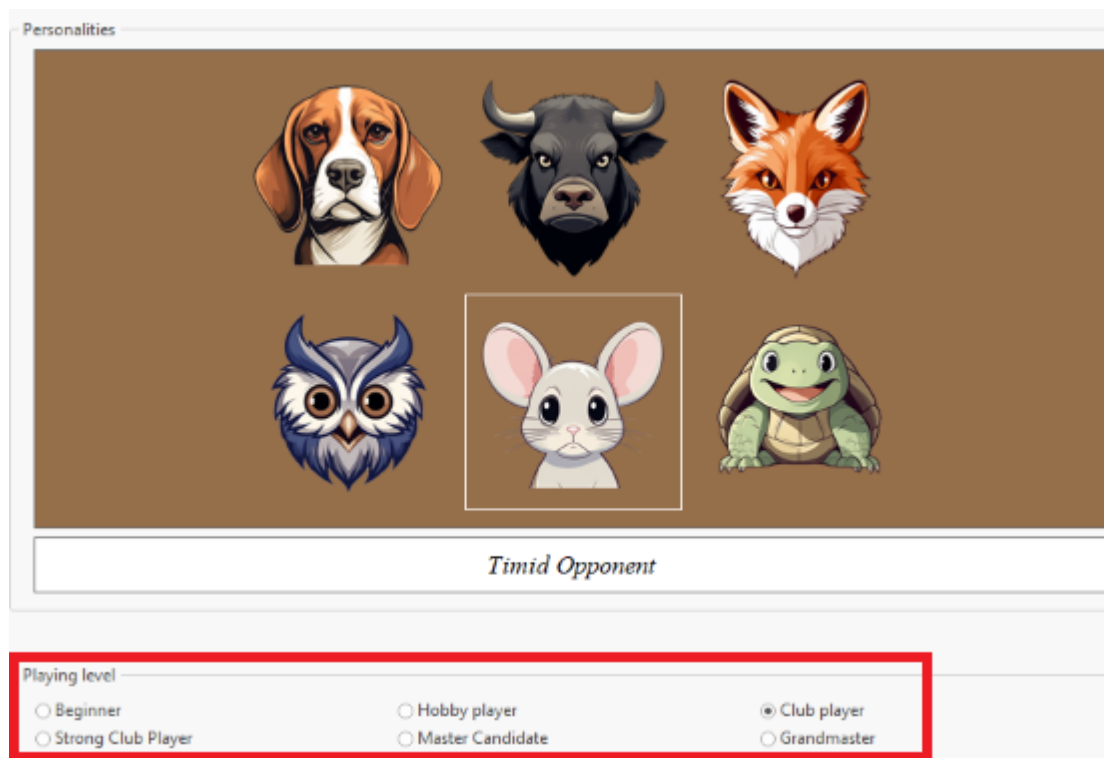 Personalities
Timid Opponent
Playing level
Beginner Hobby player Club player
Strong Club Player Master Candidate Grandmaster